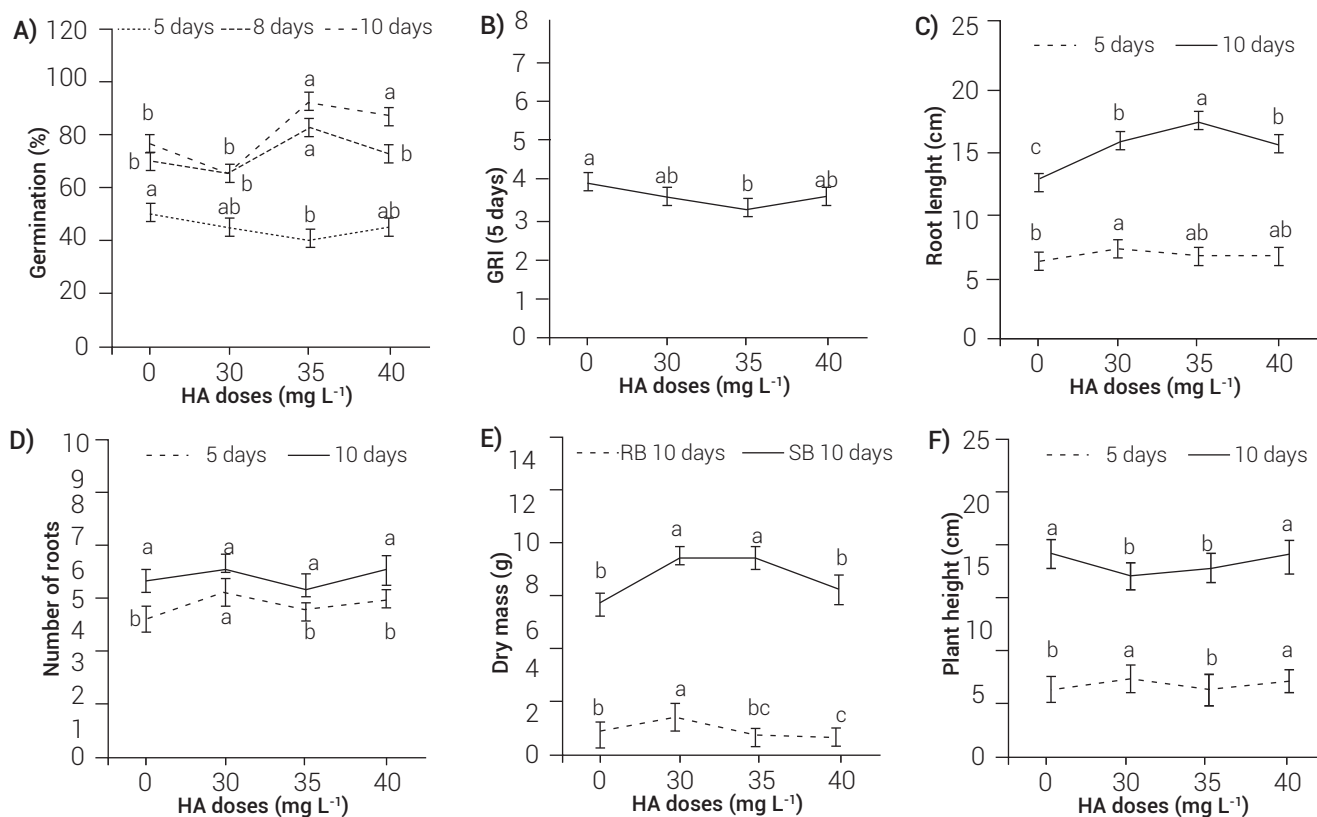 A)
5 days 8 days 10 days
120
100
80
60
40
20
0
Germination (%)
b b a a
b b a b
a ab b ab
0 30 35 40
HA doses (mg L⁻¹)
B)
8
7
6
5
4
3
2
1
0
GRI (5 days)
a ab b ab
0 30 35 40
HA doses (mg L⁻¹)
C)
5 days 10 days
25
20
15
10
5
0
Root lenght (cm)
c b a b
b a ab ab
0 30 35 40
HA doses (mg L⁻¹)
D)
5 days 10 days
10
9
8
7
6
5
4
3
2
1
0
Number of roots
a a a a
b a b b
0 30 35 40
HA doses (mg L⁻¹)
E)
RB 10 days SB 10 days
14
12
10
8
6
4
2
0
Dry mass (g)
b a a b
b a bc c
0 30 35 40
HA doses (mg L⁻¹)
F)
5 days 10 days
25
20
15
10
5
0
Plant height (cm)
a b b a
b a b a
0 30 35 40
HA doses (mg L⁻¹)